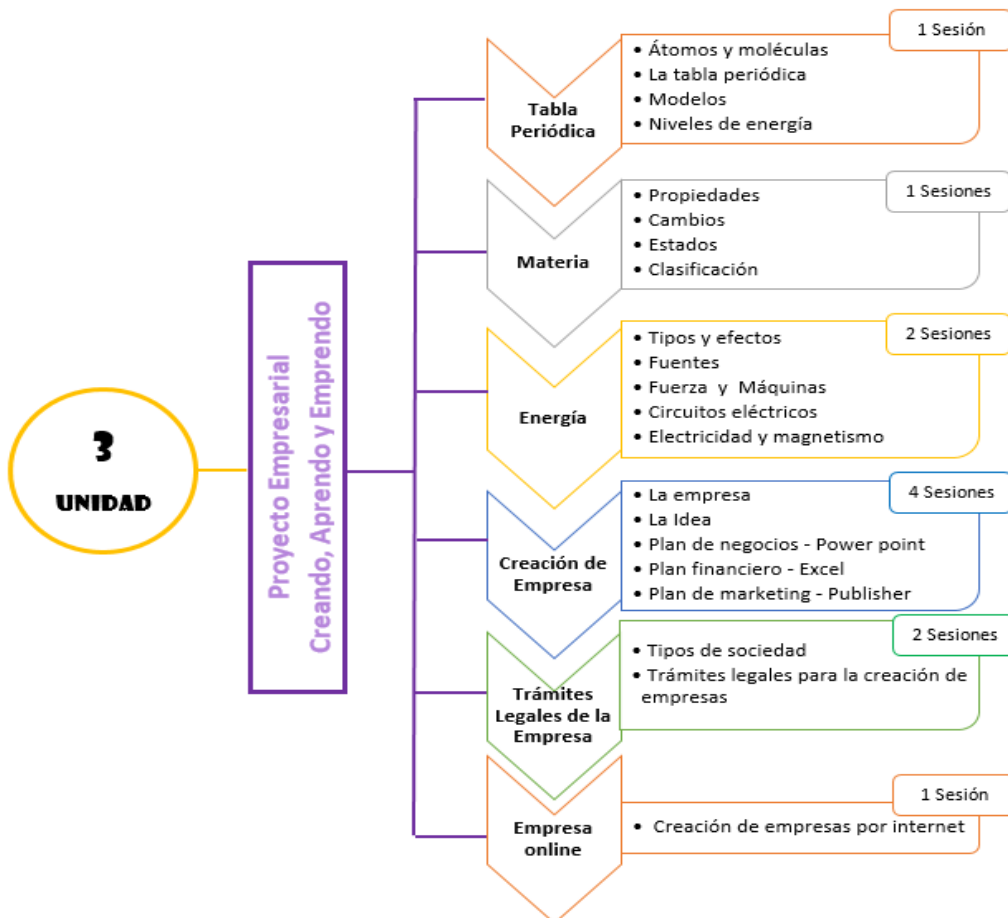 3
UNIDAD
Proyecto Empresarial
Creando, Aprendo y Emprendo
Tabla
Periódica
1 Sesión
• Átomos y moléculas
• La tabla periódica
• Modelos
• Niveles de energía
Materia
1 Sesiones
• Propiedades
• Cambios
• Estados
• Clasificación
Energía
2 Sesiones
• Tipos y efectos
• Fuentes
• Fuerza y Máquinas
• Circuitos eléctricos
• Electricidad y magnetismo
Creación de
Empresa
4 Sesiones
• La empresa
• La Idea
• Plan de negocios - Power point
• Plan financiero - Excel
• Plan de marketing - Publisher
Trámites
Legales de la
Empresa
2 Sesiones
• Tipos de sociedad
• Trámites legales para la creación de
empresas
Empresa
online
1 Sesión
• Creación de empresas por internet